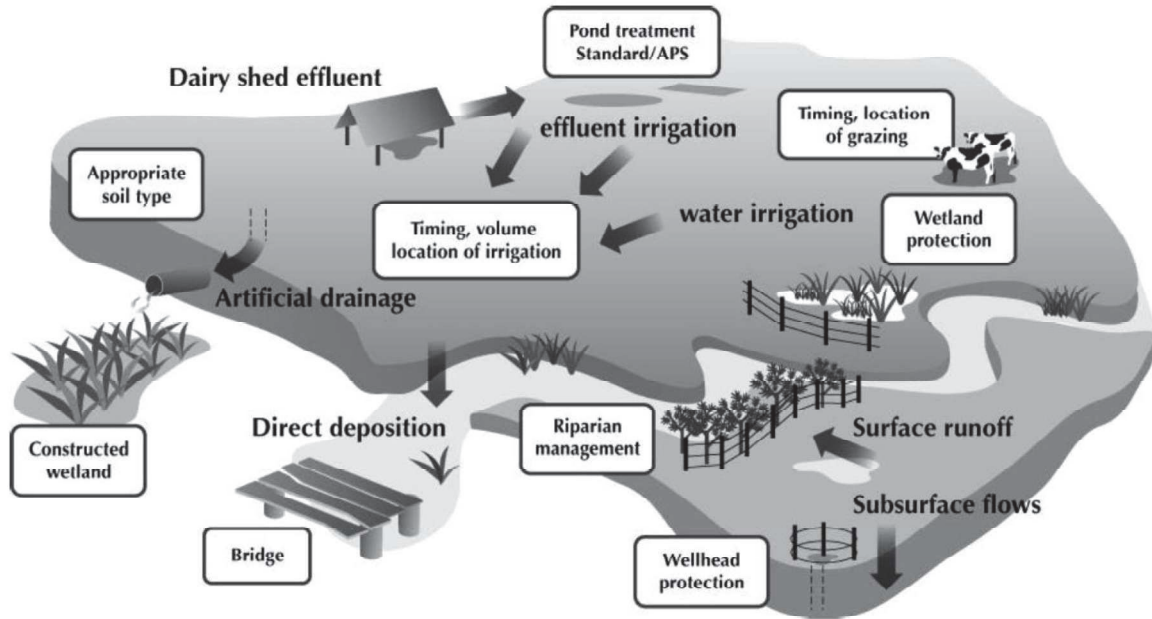 Pond treatment
Standard/APS
Dairy shed effluent
effluent irrigation
Timing, location
of grazing
Appropriate
soil type
Timing, volume
location of irrigation
water irrigation
Wetland
protection
Artificial drainage
Direct deposition
Riparian
management
Surface runoff
Constructed
wetland
Subsurface flows
Bridge
Wellhead
protection